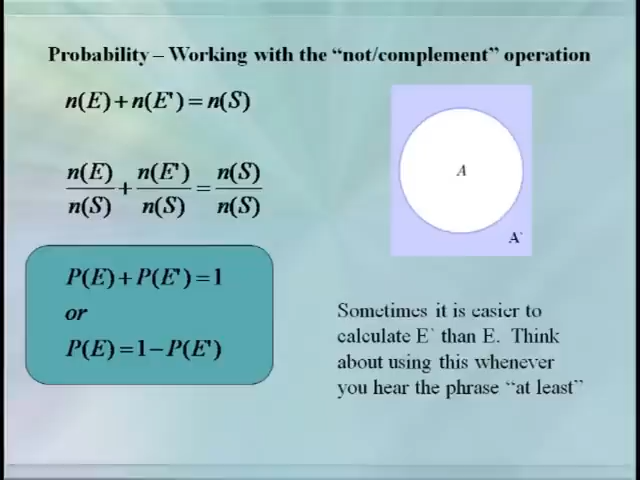 Probability – Working with the “not/complement” operation
n(E) + n(E') = n(S)
n(E)/n(S) + n(E')/n(S) = n(S)/n(S)
P(E) + P(E') = 1
or
P(E) = 1 – P(E')
A
A`
Sometimes it is easier to
calculate E` than E. Think
about using this whenever
you hear the phrase “at least”